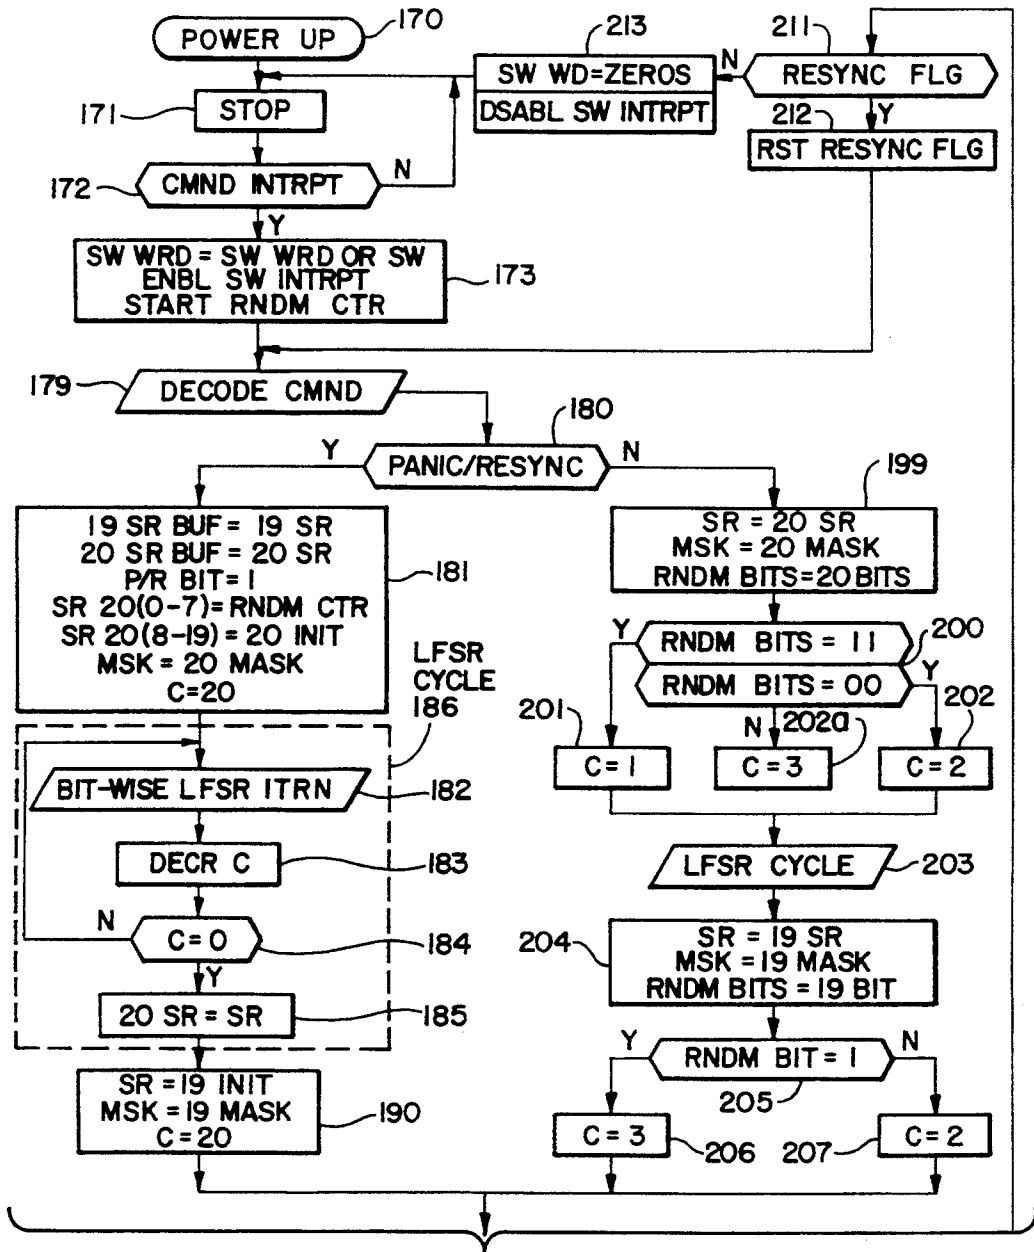 POWER UP
170
171
STOP
172
CMND INTRPT
N
Y
SW WRD = SW WRD OR SW
ENBL SW INTRPT
START RNDM CTR
173
213
SW WD=ZEROS
DSABL SW INTRPT
N
211
RESYNC FLG
Y
212
RST RESYNC FLG
179
DECODE CMND
180
Y
PANIC/RESYNC
N
19 SR BUF = 19 SR
20 SR BUF = 20 SR
P/R BIT = 1
SR 20(0-7)= RNDM CTR
SR 20(8-19) = 20 INIT
MSK = 20 MASK
C=20
181
LFSR
CYCLE
186
BIT-WISE LFSR ITRN
182
DECR C
183
N
C=0
184
Y
20 SR = SR
185
SR = 19 INIT
MSK = 19 MASK
C=20
190
199
SR = 20 SR
MSK = 20 MASK
RNDM BITS=20 BITS
Y
RNDM BITS = 11
200
RNDM BITS = 00
Y
201
N
202a
202
C=1
C=3
C=2
LFSR CYCLE
203
204
SR = 19 SR
MSK = 19 MASK
RNDM BITS = 19 BIT
Y
RNDM BIT = 1
N
205
C=3
206
207
C=2